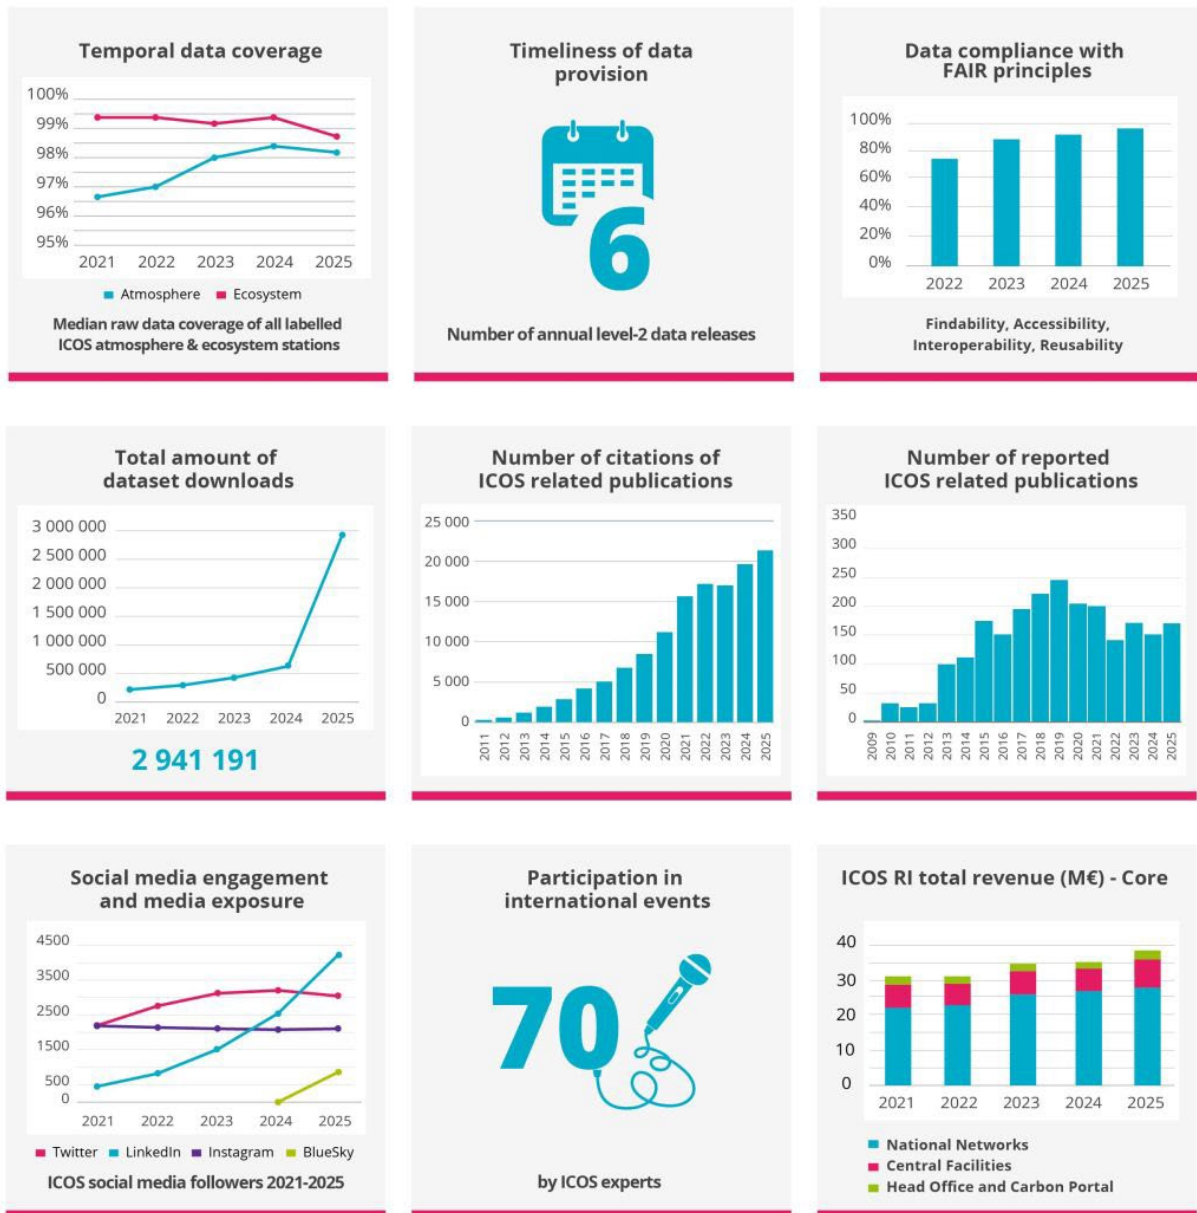 Temporal data coverage
100%
99%
98%
97%
96%
95%
2021 2022 2023 2024 2025
Atmosphere Ecosystem
Median raw data coverage of all labelled
ICOS atmosphere & ecosystem stations
Timeliness of data
provision
6
Number of annual level-2 data releases
Data compliance with
FAIR principles
100%
80%
60%
40%
20%
0%
2022 2023 2024 2025
Findability, Accessibility,
Interoperability, Reusability
Total amount of
dataset downloads
3 000 000
2 500 000
2 000 000
1 500 000
1 000 000
500 000
0
2021 2022 2023 2024 2025
2 941 191
Number of citations of
ICOS related publications
25 000
20 000
15 000
10 000
5 000
0
2011 2012 2013 2014 2015 2016 2017 2018 2019 2020 2021 2022 2023 2024 2025
Number of reported
ICOS related publications
350
300
250
200
150
100
50
0
2009 2010 2011 2012 2013 2014 2015 2016 2017 2018 2019 2020 2021 2022 2023 2024 2025
Social media engagement
and media exposure
4500
3500
2500
1500
500
0
2021 2022 2023 2024 2025
Twitter LinkedIn Instagram BlueSky
ICOS social media followers 2021-2025
Participation in
international events
70
by ICOS experts
ICOS RI total revenue (M€) - Core
40
30
20
10
0
2021 2022 2023 2024 2025
National Networks
Central Facilities
Head Office and Carbon Portal